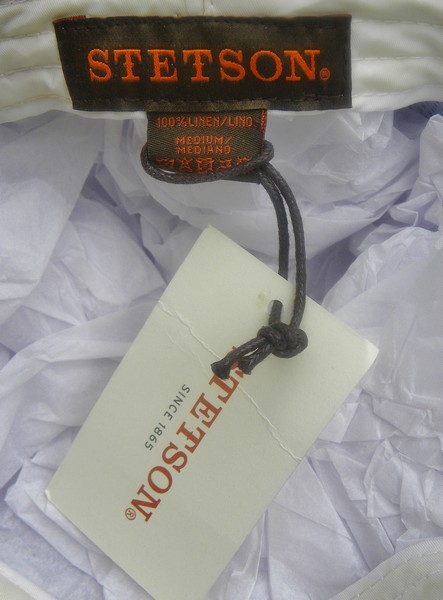 STETSON®
100% LINEN/LINO
MEDIUM/
MEDIANO
STETSON®
SINCE 1865